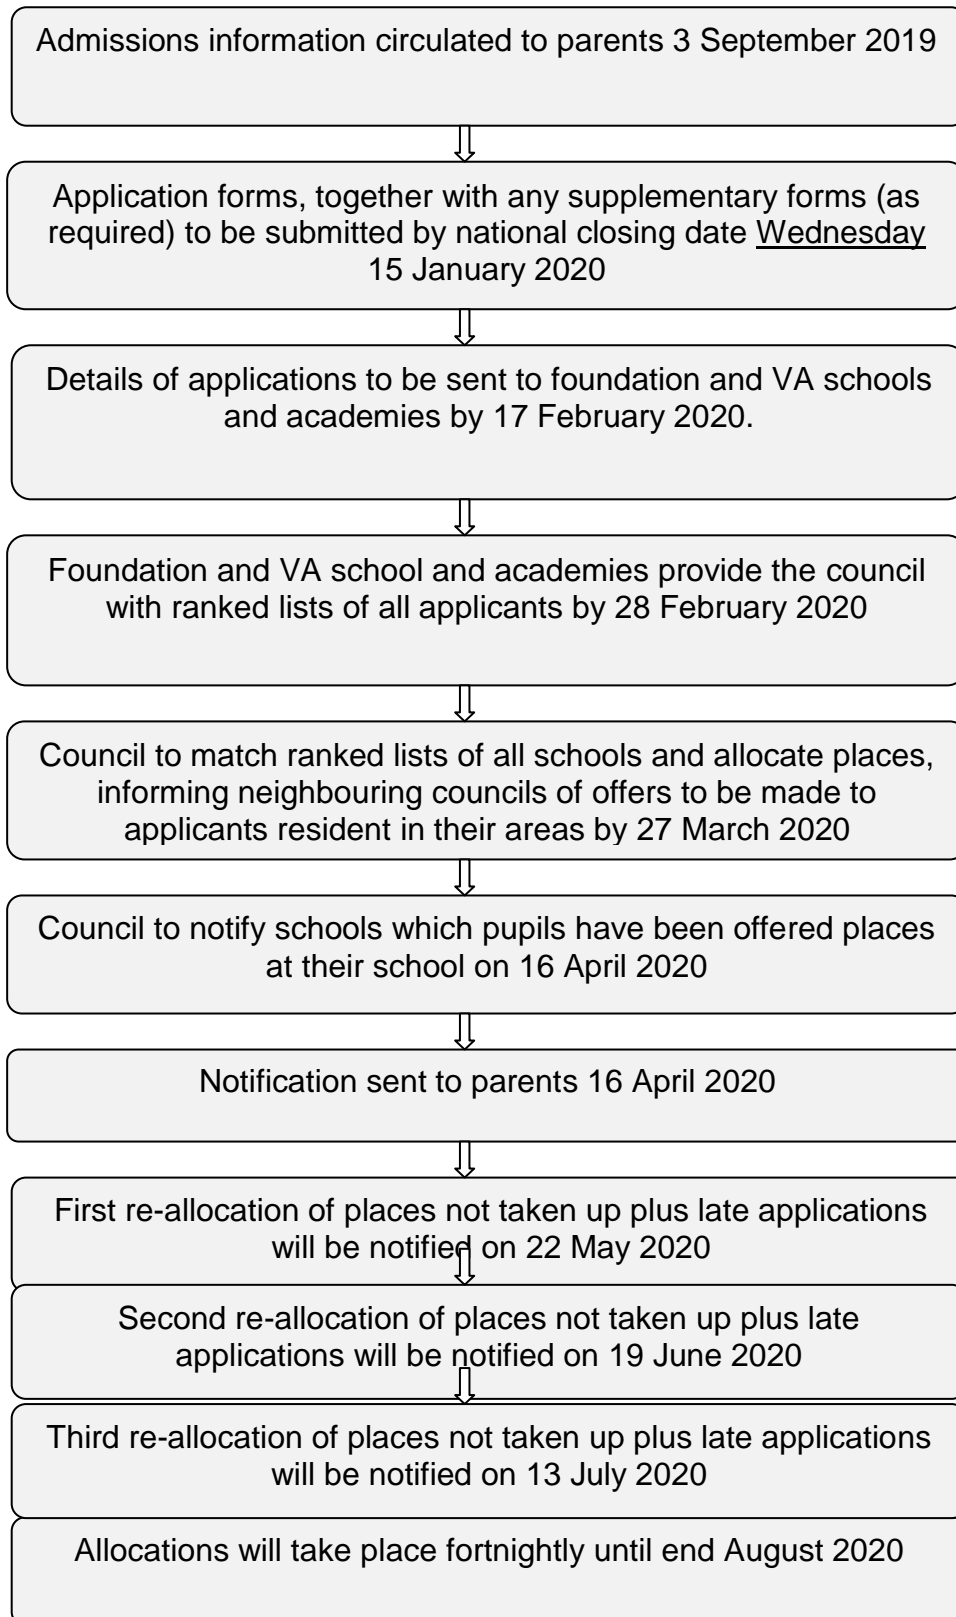 Admissions information circulated to parents 3 September 2019
Application forms, together with any supplementary forms (as
required) to be submitted by national closing date Wednesday
15 January 2020
Details of applications to be sent to foundation and VA schools
and academies by 17 February 2020.
Foundation and VA school and academies provide the council
with ranked lists of all applicants by 28 February 2020
Council to match ranked lists of all schools and allocate places,
informing neighbouring councils of offers to be made to
applicants resident in their areas by 27 March 2020
Council to notify schools which pupils have been offered places
at their school on 16 April 2020
Notification sent to parents 16 April 2020
First re-allocation of places not taken up plus late applications
will be notified on 22 May 2020
Second re-allocation of places not taken up plus late
applications will be notified on 19 June 2020
Third re-allocation of places not taken up plus late applications
will be notified on 13 July 2020
Allocations will take place fortnightly until end August 2020